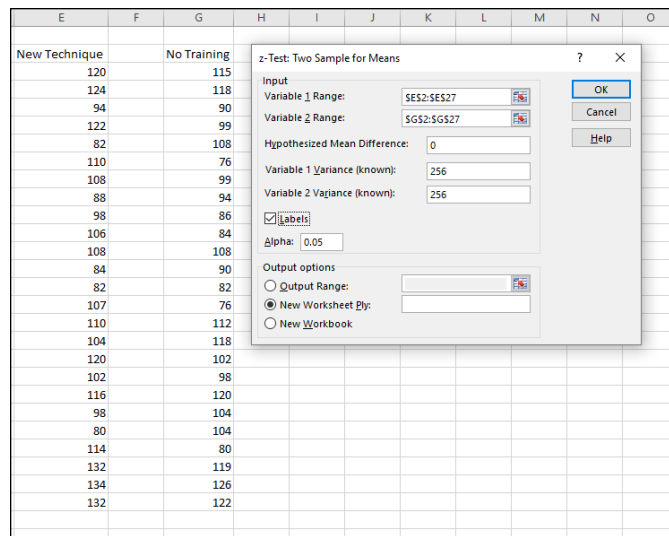 E F G H I J K L M N O
New Technique No Training
z-Test: Two Sample for Means ? ×
Input
Variable 1 Range: $E$2:$E$27
Variable 2 Range: $G$2:$G$27
Hypothesized Mean Difference: 0
Variable 1 Variance (known): 256
Variable 2 Variance (known): 256
Labels
Alpha: 0.05
Output options
Output Range:
New Worksheet Ply:
New Workbook
OK
Cancel
Help
120 115
124 118
94 90
122 99
82 108
110 76
108 99
88 94
98 86
106 84
108 108
84 90
82 82
107 76
110 112
104 118
120 102
102 98
116 120
98 104
80 104
114 80
132 119
134 126
132 122